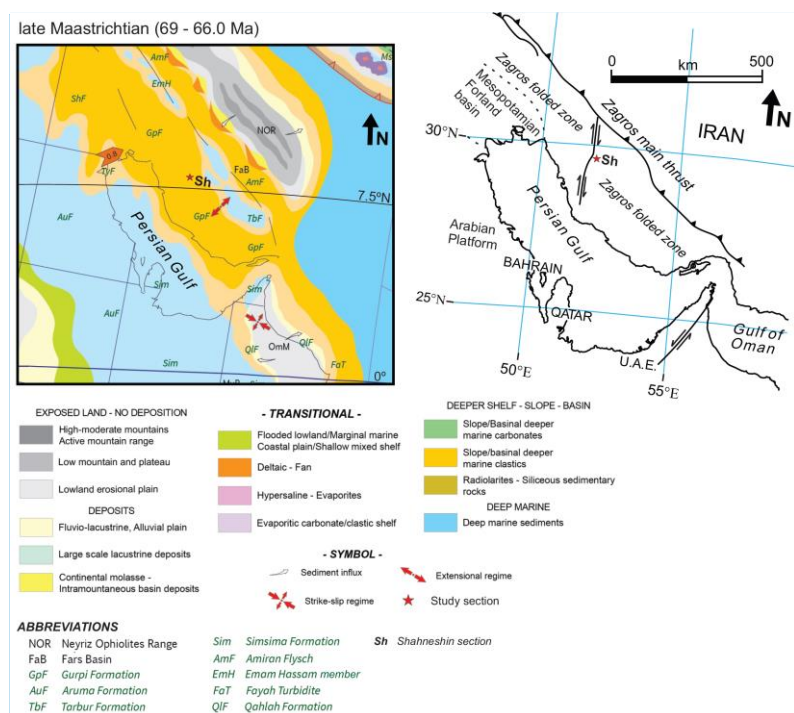 late Maastrichtian (69 - 66.0 Ma)
AmF
EmH
ShF
GpF
NOR
N
0.8
TyF
Sh
FaB
AmF
7.5°N
AuF
GpF
TbF
Persian Gulf
GpF
Sim
Sim
OmM
QlF
QlF
Sim
FaT
0°
0
500
km
N
Zagros folded zone
Mesopotamian
Forland
basin
Zagros main thrust
IRAN
30°N
Sh
Persian Gulf
Zagros folded zone
Arabian
Platform
BAHRAIN
25°N
QATAR
Gulf of
Oman
U.A.E.
50°E
55°E
EXPOSED LAND - NO DEPOSITION
High-moderate mountains
Active mountain range
Low mountain and plateau
Lowland erosional plain
DEPOSITS
Fluvio-lacustrine, Alluvial plain
Large scale lacustrine deposits
Continental molasse -
Intramountaneous basin deposits
- TRANSITIONAL -
Flooded lowland/Marginal marine
Coastal plain/Shallow mixed shelf
Deltaic - Fan
Hypersaline - Evaporites
Evaporitic carbonate/clastic shelf
DEEPER SHELF - SLOPE - BASIN
Slope/Basinal deeper
marine carbonates
Slope/basinal deeper
marine clastics
Radiolarites - Siliceous sedimentary
rocks
DEEP MARINE
Deep marine sediments
- SYMBOL -
Sediment influx
Extensional regime
Strike-slip regime
Study section
ABBREVIATIONS
NOR Neyriz Ophiolites Range
FaB Fars Basin
GpF Gurpi Formation
AuF Aruma Formation
TbF Tarbur Formation
Sim Simsima Formation
AmF Amiran Flysch
EmH Emam Hassam member
FaT Fayah Turbidite
QlF Qahlah Formation
Sh Shahneshin section